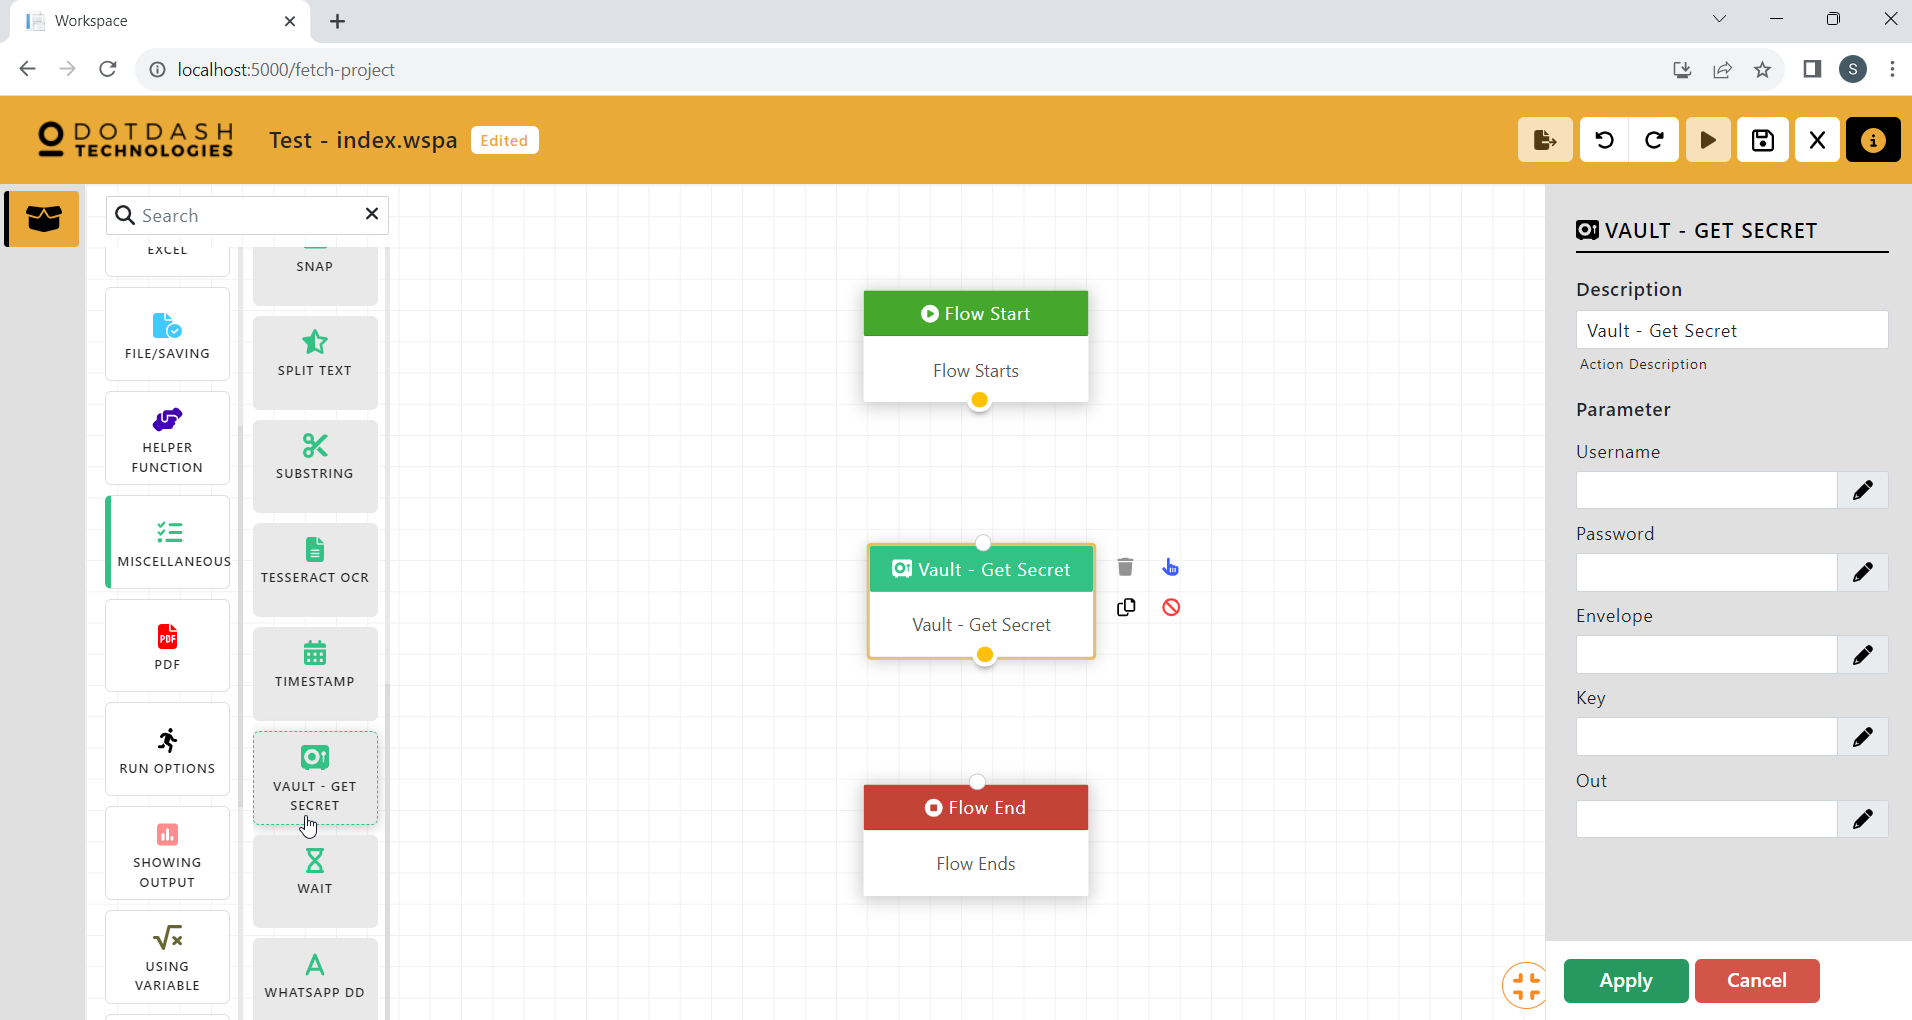 Workspace
localhost:5000/fetch-project
S
DOTDASH
TECHNOLOGIES
Test - index.wspa
Edited
Search
EXCEL
FILE/SAVING
HELPER
FUNCTION
MISCELLANEOUS
PDF
PDF
RUN OPTIONS
SHOWING
OUTPUT
USING
VARIABLE
SNAP
SPLIT TEXT
SUBSTRING
TESSERACT OCR
TIMESTAMP
VAULT - GET
SECRET
WAIT
WHATSAPP DD
Flow Start
Flow Starts
Vault - Get Secret
Vault - Get Secret
Flow End
Flow Ends
VAULT - GET SECRET
Description
Vault - Get Secret
Action Description
Parameter
Username
Password
Envelope
Key
Out
Apply
Cancel